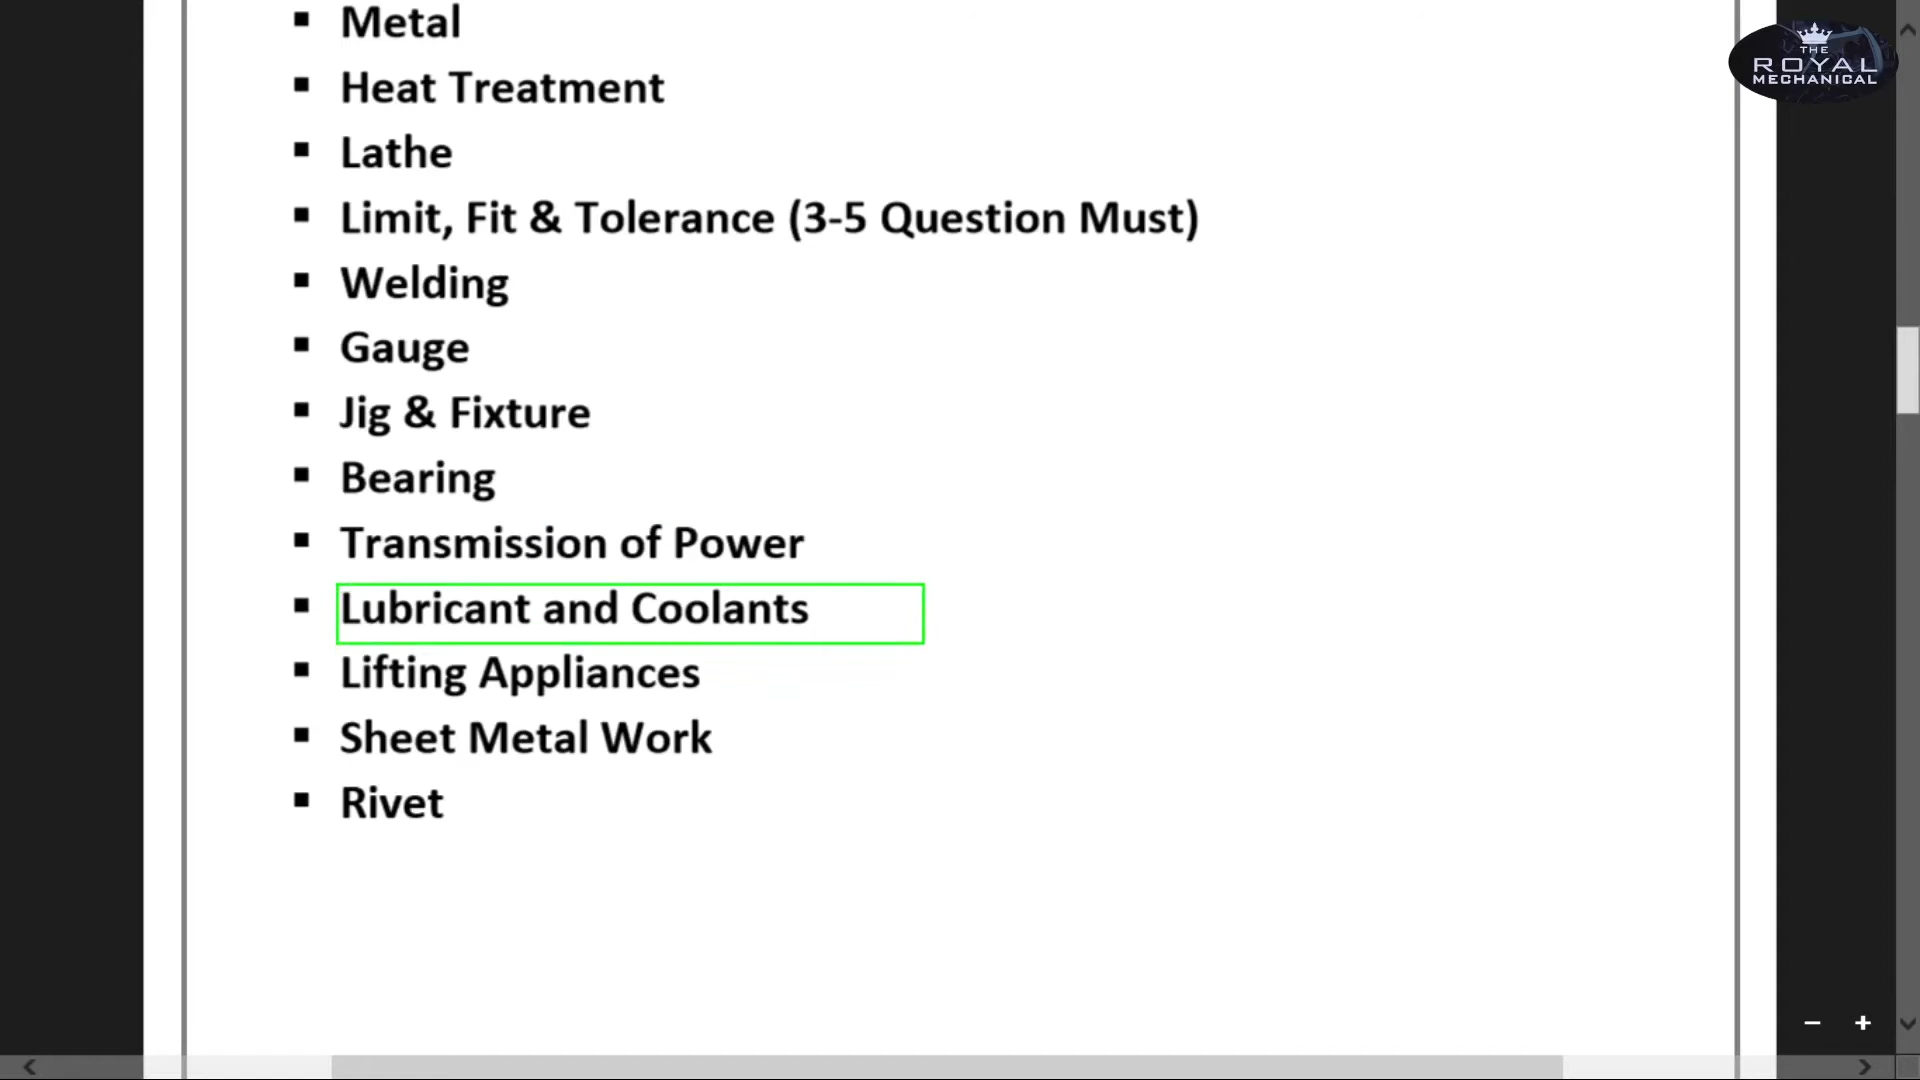 Metal
THE
ROYAL
MECHANICAL
Heat Treatment
Lathe
Limit, Fit & Tolerance (3-5 Question Must)
Welding
Gauge
Jig & Fixture
Bearing
Transmission of Power
Lubricant and Coolants
Lifting Appliances
Sheet Metal Work
Rivet